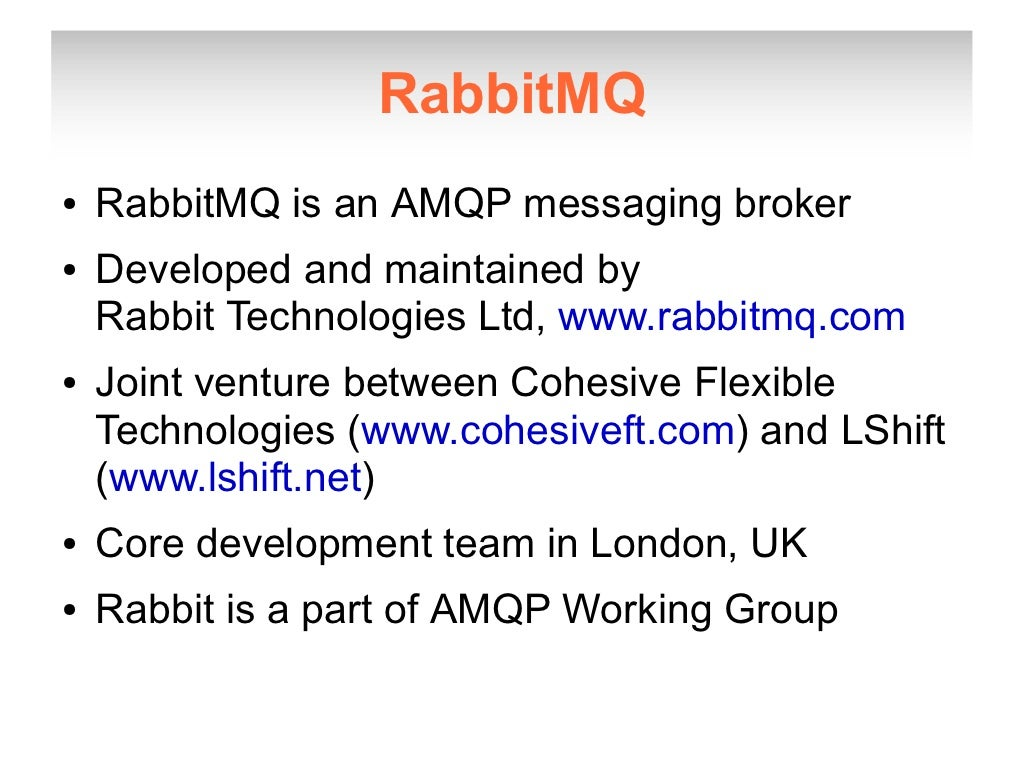 RabbitMQ
• RabbitMQ is an AMQP messaging broker
• Developed and maintained by
Rabbit Technologies Ltd, www.rabbitmq.com
• Joint venture between Cohesive Flexible
Technologies (www.cohesiveft.com) and LShift
(www.lshift.net)
• Core development team in London, UK
• Rabbit is a part of AMQP Working Group